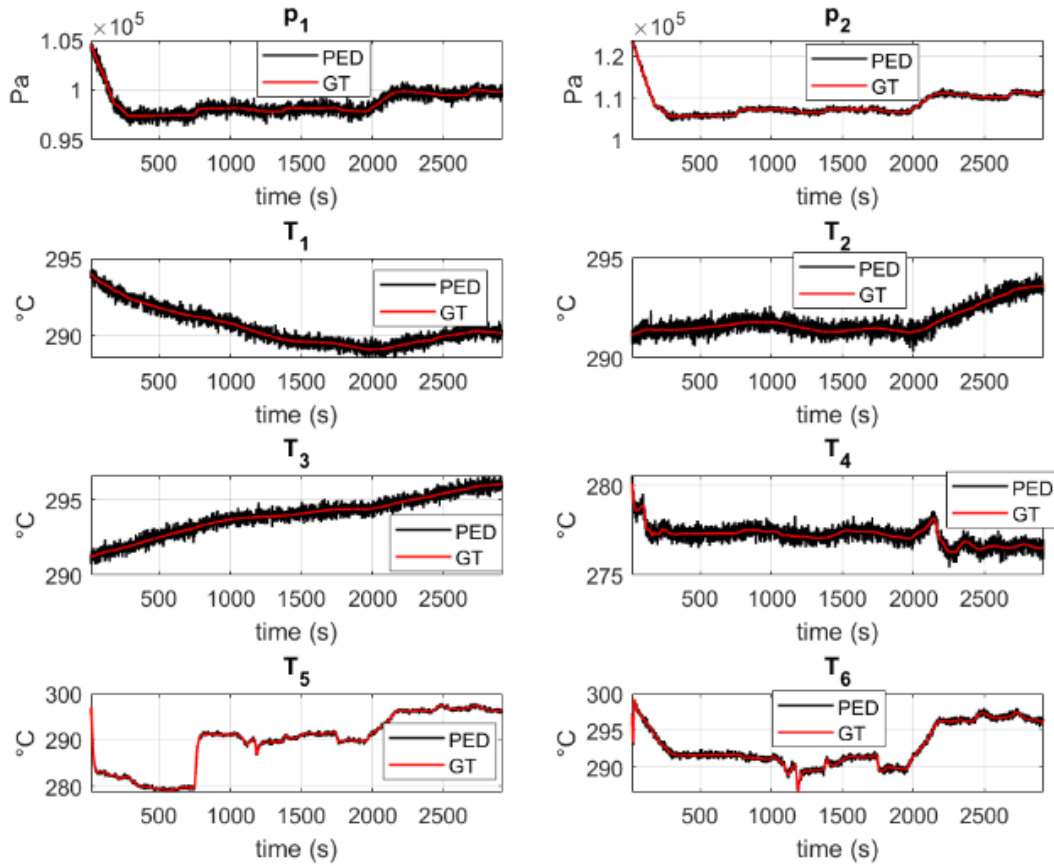 p1 p2
×10^5 ×10^5
1.05 1.2
PED PED
GT GT
Pa Pa
1 1.1
0.95 1
500 1000 1500 2000 2500 500 1000 1500 2000 2500
time (s) time (s)
T1 T2
295 295
PED PED
GT GT
°C °C
290 290
500 1000 1500 2000 2500 500 1000 1500 2000 2500
time (s) time (s)
T3 T4
295 280
PED PED
GT GT
°C °C
290 275
500 1000 1500 2000 2500 500 1000 1500 2000 2500
time (s) time (s)
T5 T6
300 300
PED PED
295
°C °C
290 GT GT
280 290
500 1000 1500 2000 2500 500 1000 1500 2000 2500
time (s) time (s)